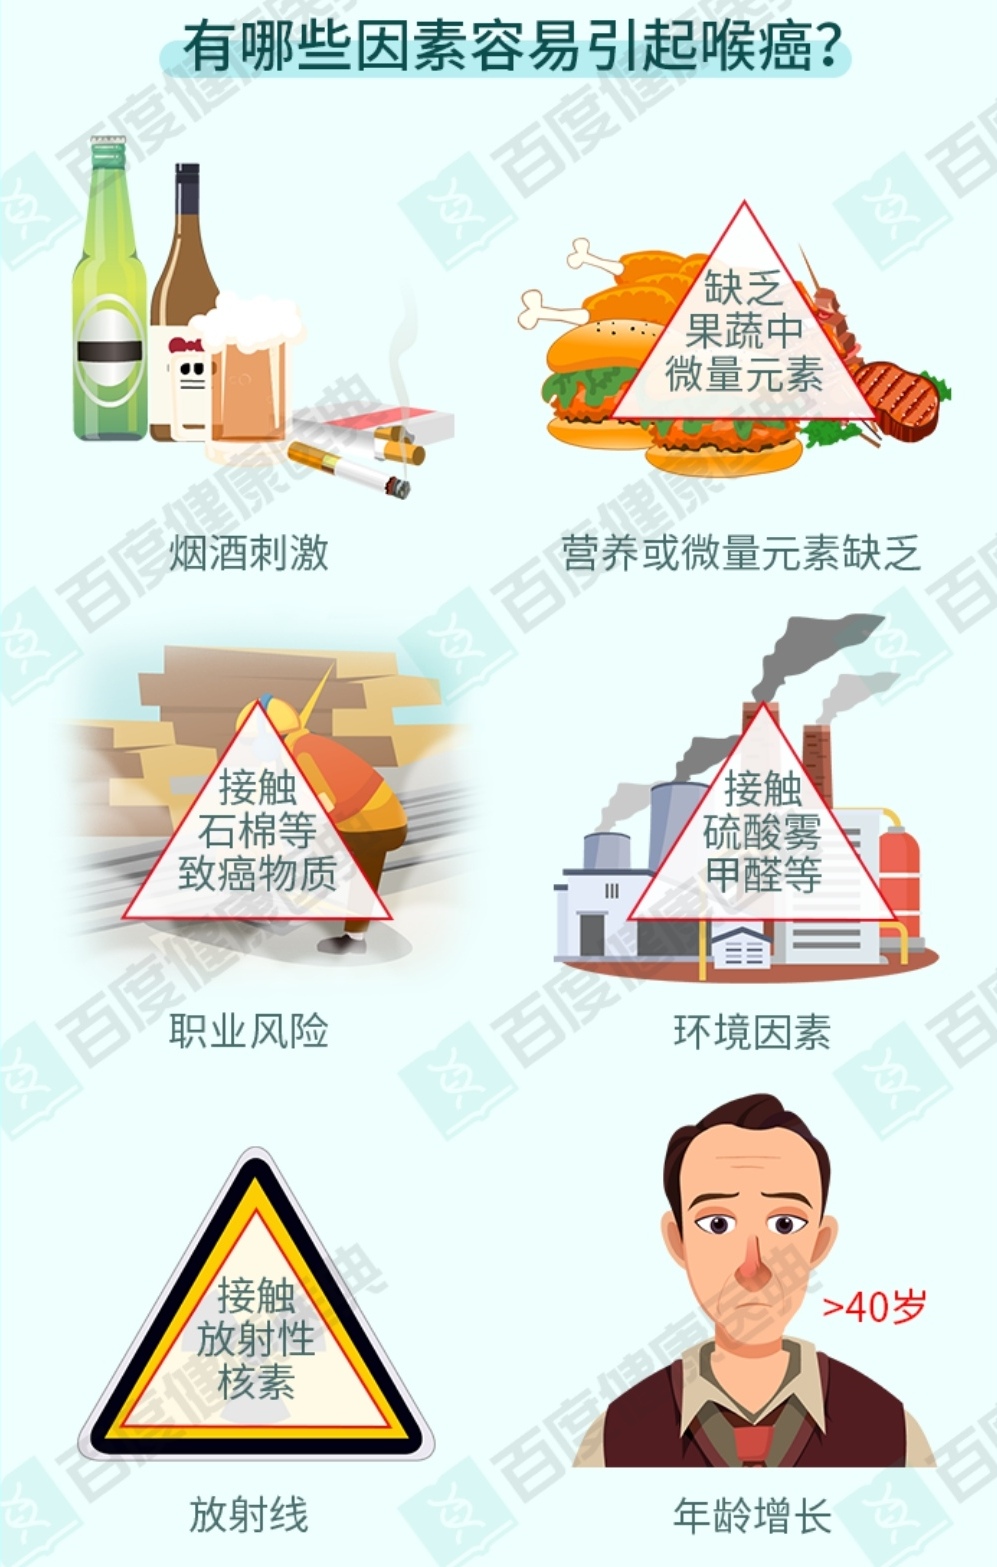 有哪些因素容易引起喉癌？
缺乏
果蔬中
微量元素
烟酒刺激
营养或微量元素缺乏
接触
石棉等
致癌物质
接触
硫酸雾
甲醛等
职业风险
环境因素
接触
放射性
核素
>40岁
放射线
年龄增长
百度健康医典